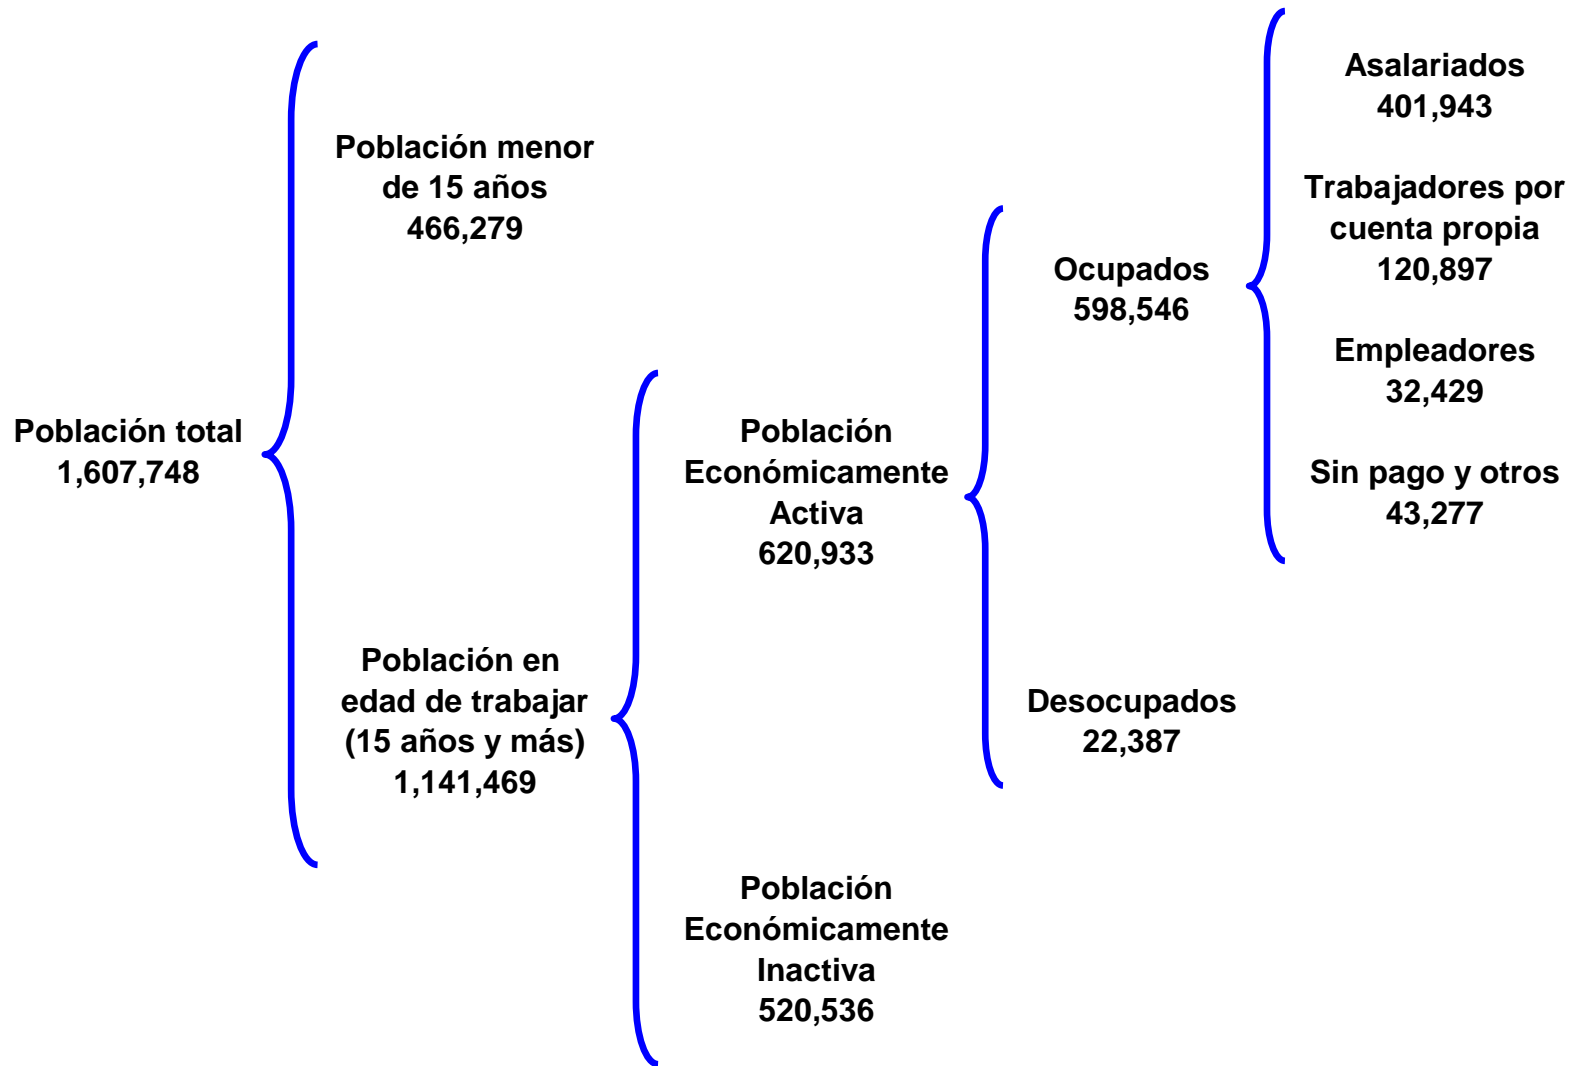 Población total
1,607,748
Población menor
de 15 años
466,279
Población en
edad de trabajar
(15 años y más)
1,141,469
Población
Económicamente
Activa
620,933
Población
Económicamente
Inactiva
520,536
Ocupados
598,546
Desocupados
22,387
Asalariados
401,943
Trabajadores por
cuenta propia
120,897
Empleadores
32,429
Sin pago y otros
43,277